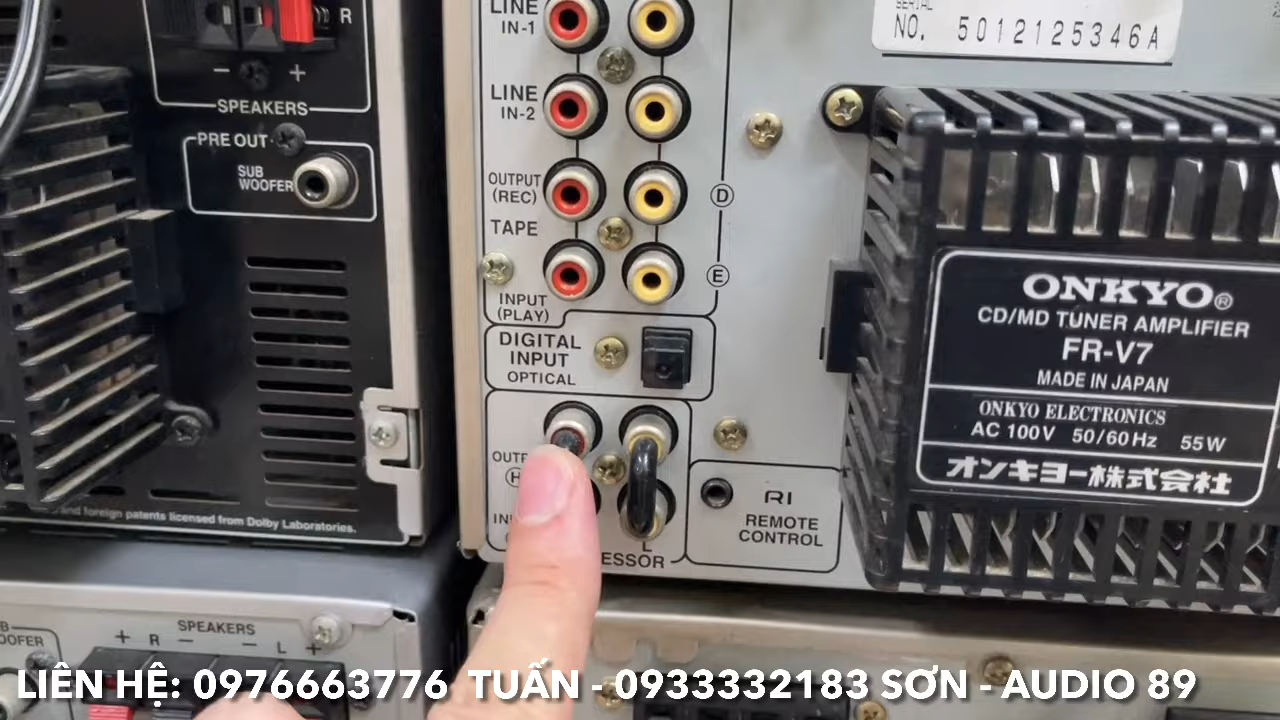 LINE
IN-1
SERIAL
NO. 5012125346A
R
− +
SPEAKERS
PRE OUT
SUB
WOOFER
LINE
IN-2
OUTPUT
(REC)
D
TAPE
E
INPUT
(PLAY)
DIGITAL
INPUT
OPTICAL
ONKYO®
CD/MD TUNER AMPLIFIER
FR-V7
MADE IN JAPAN
ONKYO ELECTRONICS
AC 100V 50/60Hz 55W
オンキヨー株式会社
RI
REMOTE
CONTROL
L
and foreign patents licensed from Dolby Laboratories.
SPEAKERS
+ R − − L +
LIÊN HỆ: 0976663776 TUẤN - 0933332183 SƠN - AUDIO 89